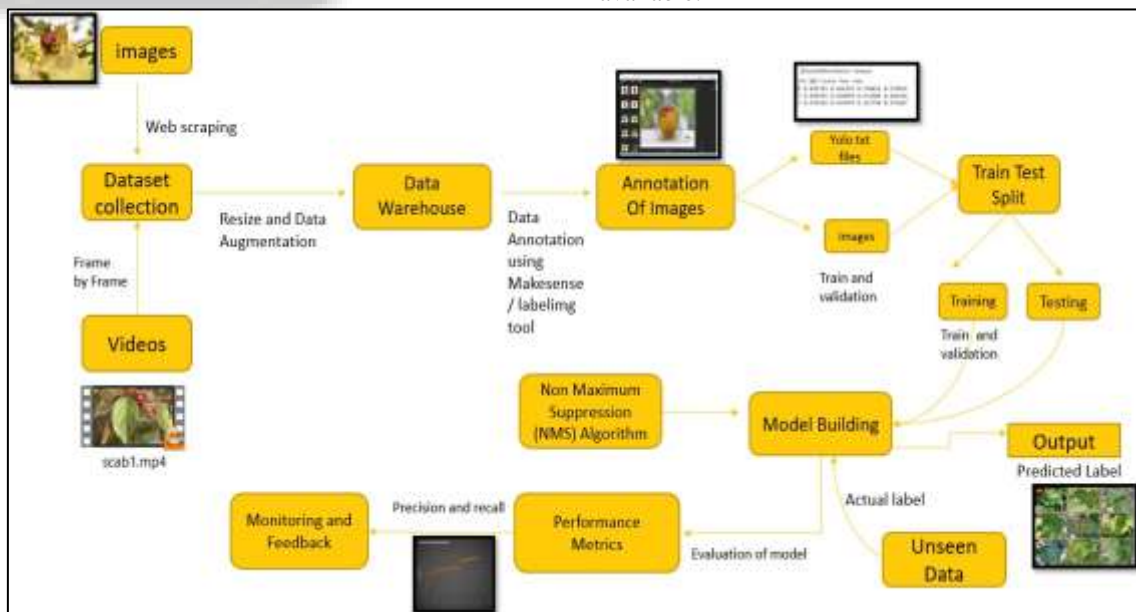 images
Web scraping
Dataset
collection
Resize and Data
Augmentation
Frame
by Frame
Videos
scab1.mp4
Data
Warehouse
Data
Annotation
using
Makesense
/ labelimg
tool
Annotation
Of Images
Yolo txt
files
images
Train and
validation
Train Test
Split
Training
Testing
Train and
validation
Non Maximum
Suppression
(NMS) Algorithm
Model Building
Output
Predicted Label
Actual label
Unseen
Data
Evaluation of model
Performance
Metrics
Precision and recall
Monitoring and
Feedback